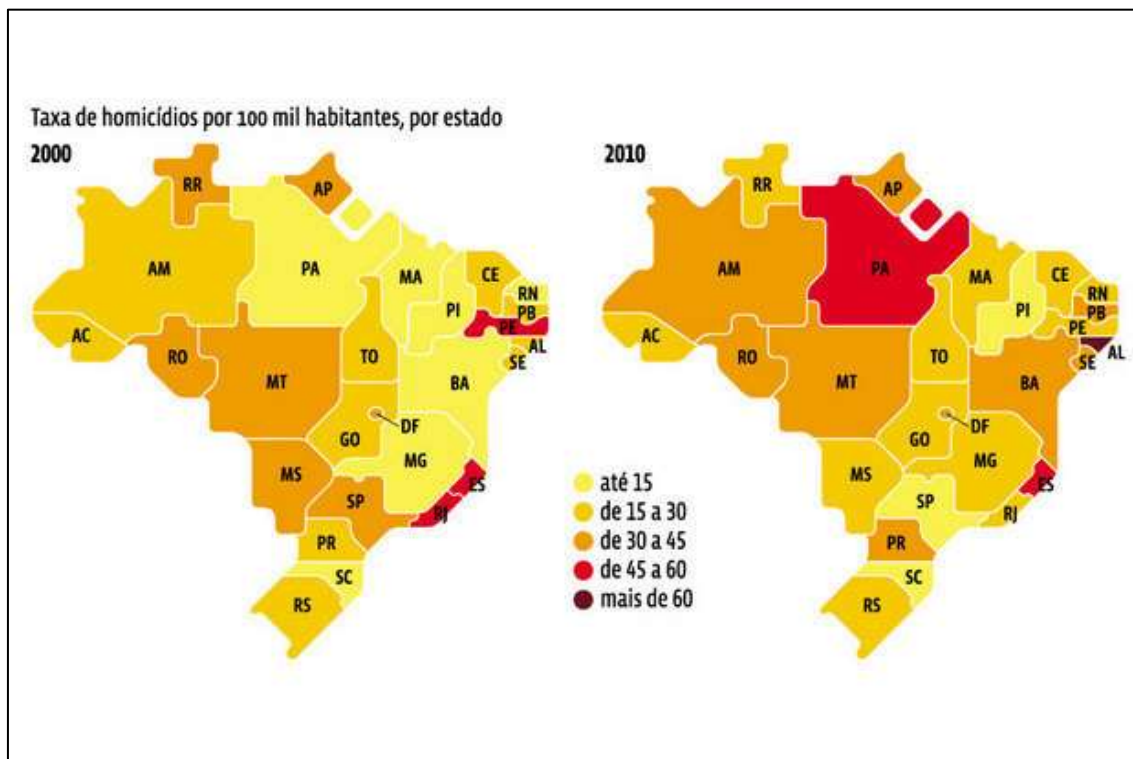 Taxa de homicídios por 100 mil habitantes, por estado
2000
RR
AP
AM
PA
MA
CE
RN
PI
PB
PE
AC
AL
TO
SE
RO
MT
BA
DF
GO
MG
MS
ES
SP
RJ
PR
SC
RS
2010
RR
AP
AM
PA
MA
CE
RN
PI
PB
PE
AC
AL
TO
SE
RO
MT
BA
DF
GO
MG
MS
ES
SP
RJ
PR
SC
RS
até 15
de 15 a 30
de 30 a 45
de 45 a 60
mais de 60